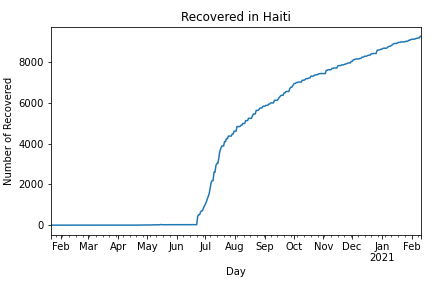 Recovered in Haiti
Number of Recovered
8000
6000
4000
2000
0
Feb Mar Apr May Jun Jul Aug Sep Oct Nov Dec Jan Feb
2021
Day